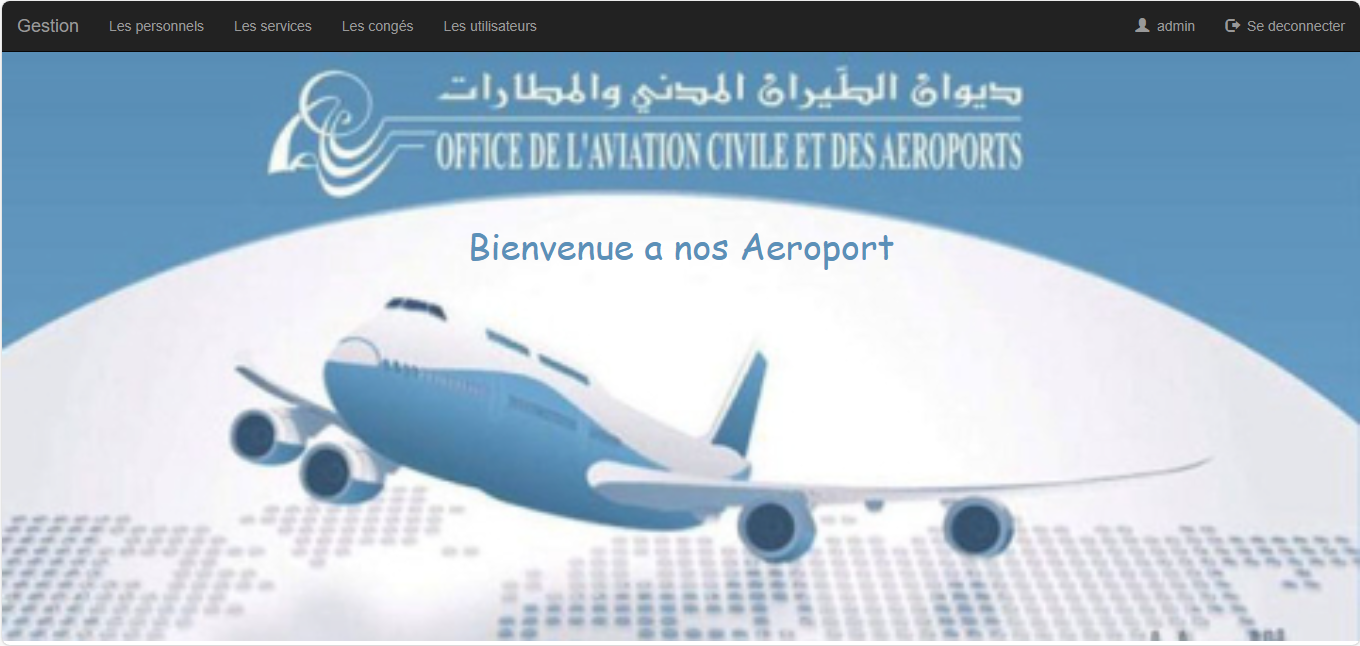 Gestion Les personnels Les services Les congés Les utilisateurs admin Se deconnecter
ديوان الطيران المدني والمطارات
OFFICE DE L'AVIATION CIVILE ET DES AEROPORTS
Bienvenue a nos Aeroport